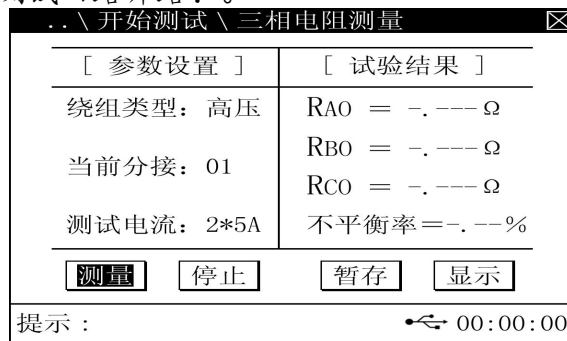 ..\开始测试\三相电阻测量
[ 参数设置 ]
绕组类型：高压
当前分接：01
测试电流：2*5A
[ 试验结果 ]
RAO = -.---Ω
RBO = -.---Ω
RCO = -.---Ω
不平衡率=-.--%
测量 停止 暂存 显示
提示： 00:00:00